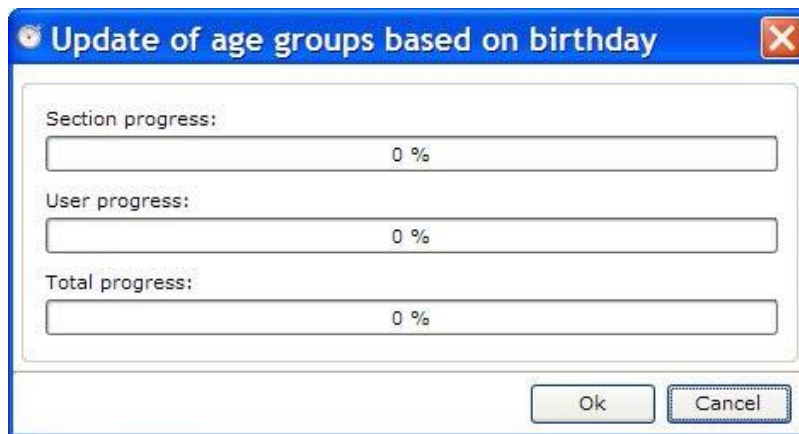 Update of age groups based on birthday
Section progress:
0 %
User progress:
0 %
Total progress:
0 %
Ok Cancel